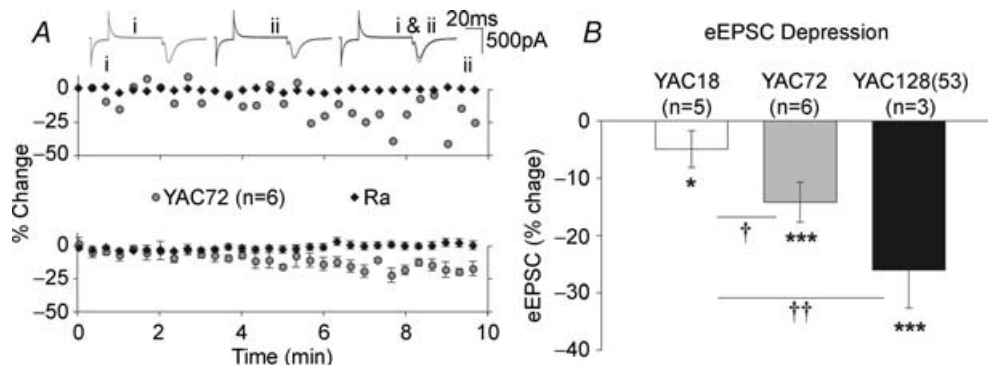 A
i
ii
i & ii
20ms
500pA
i
ii
0
−25
−50
% Change
YAC72 (n=6)
Ra
0
−25
−50
0 2 4 6 8 10
Time (min)
B
eEPSC Depression
YAC18 YAC72 YAC128(53)
(n=5) (n=6) (n=3)
0
−10
−20
−30
−40
eEPSC (% chage)
*
***
†
††
***